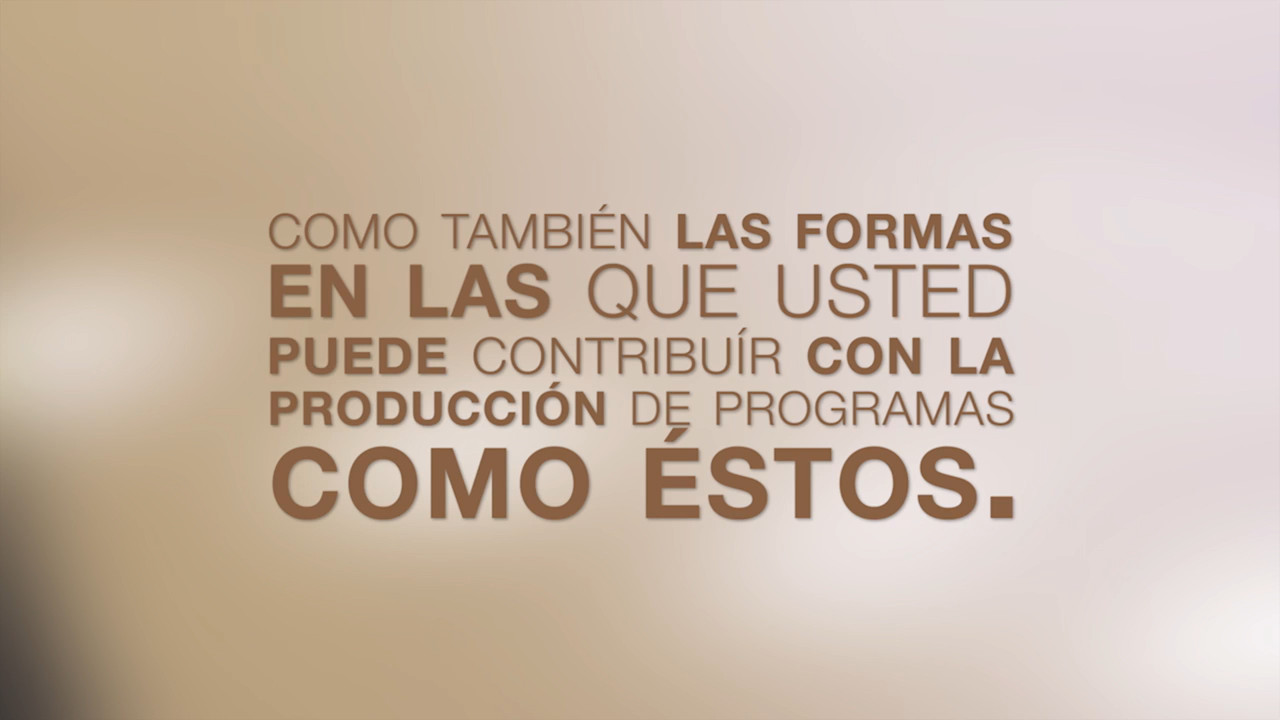 COMO TAMBIÉN LAS FORMAS
EN LAS QUE USTED
PUEDE CONTRIBUÍR CON LA
PRODUCCIÓN DE PROGRAMAS
COMO ÉSTOS.